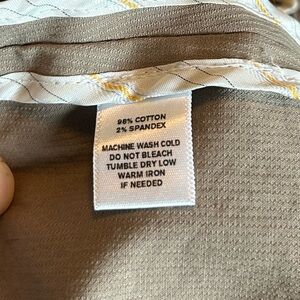 98% COTTON
2% SPANDEX
MACHINE WASH COLD
DO NOT BLEACH
TUMBLE DRY LOW
WARM IRON
IF NEEDED